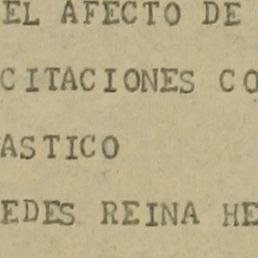 EL AFECTO DE
CITACIONES CO
ASTICO
EDES REINA HE